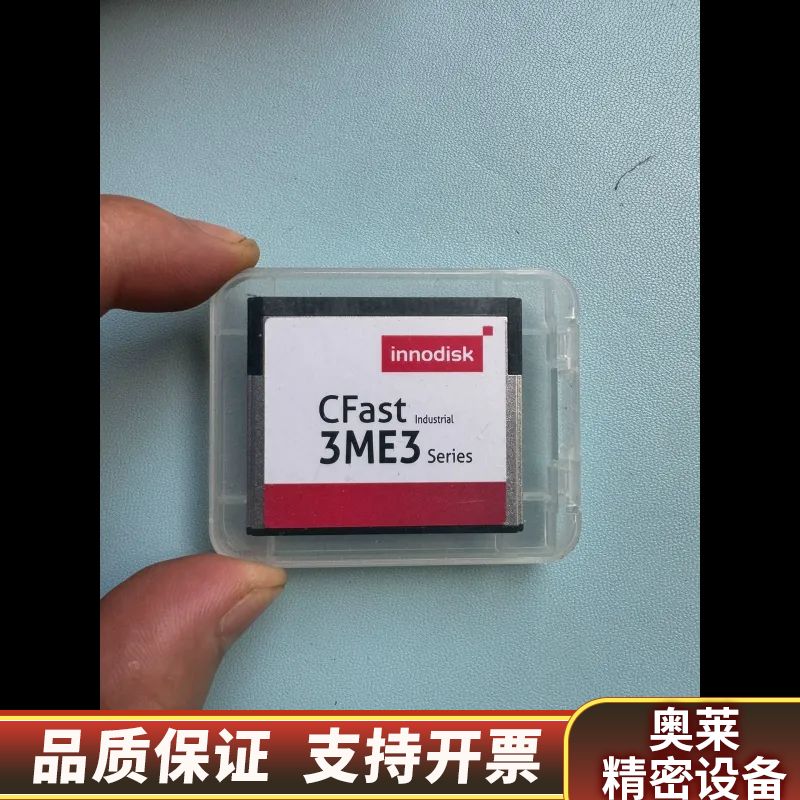 innodisk
CFast Industrial
3ME3 Series
品质保证 支持开票
奥莱
精密设备